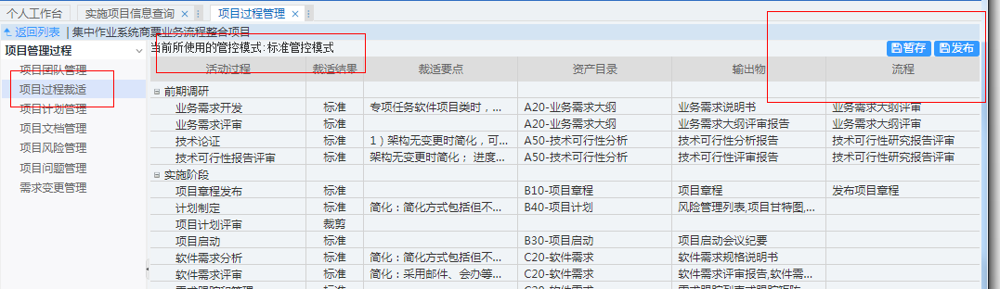 个人工作台 实施项目信息查询 × 项目过程管理 ×
返回列表 | 集中作业系统商票业务流程整合项目
项目管理过程
项目团队管理
项目过程裁适
项目计划管理
项目文档管理
项目风险管理
项目问题管理
需求变更管理
当前所使用的管控模式:标准管控模式 暂存 发布
活动过程 裁适结果 裁适要点 资产目录 输出物 流程
前期调研
业务需求开发 标准 专项任务软件项目类时，... A20-业务需求大纲 业务需求说明书 业务需求大纲评审
业务需求评审 标准 A20-业务需求大纲 业务需求大纲评审报告 业务需求大纲评审
技术论证 标准 1）架构无变更时简化，可... A50-技术可行性分析 技术可行性分析报告 技术可行性研究报告评审
技术可行性报告评审 标准 架构无变更时简化； 进度... A50-技术可行性分析 技术可行性评审报告 技术可行性研究报告评审
实施阶段
项目章程发布 标准 B10-项目章程 项目章程 发布项目章程
计划制定 标准 简化：简化方式包括但不... B40-项目计划 风险管理列表,项目甘特图,...
项目计划评审 裁剪
项目启动 标准 B30-项目启动 项目启动会议纪要
软件需求分析 标准 简化：简化方式包括但不... C20-软件需求 软件需求规格说明书
软件需求评审 标准 简化：采用邮件、会办等... C20-软件需求 软件需求评审报告,软件需...